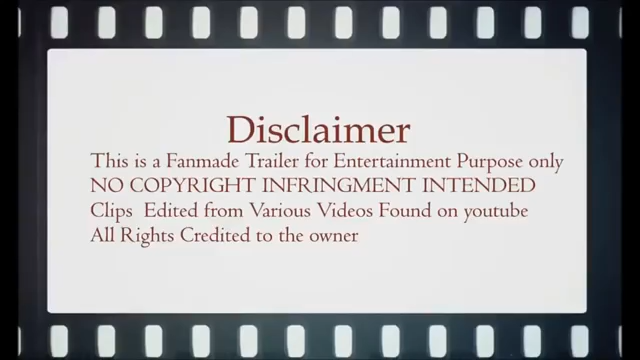 Disclaimer
This is a Fanmade Trailer for Entertainment Purpose only
NO COPYRIGHT INFRINGMENT INTENDED
Clips Edited from Various Videos Found on youtube
All Rights Credited to the owner